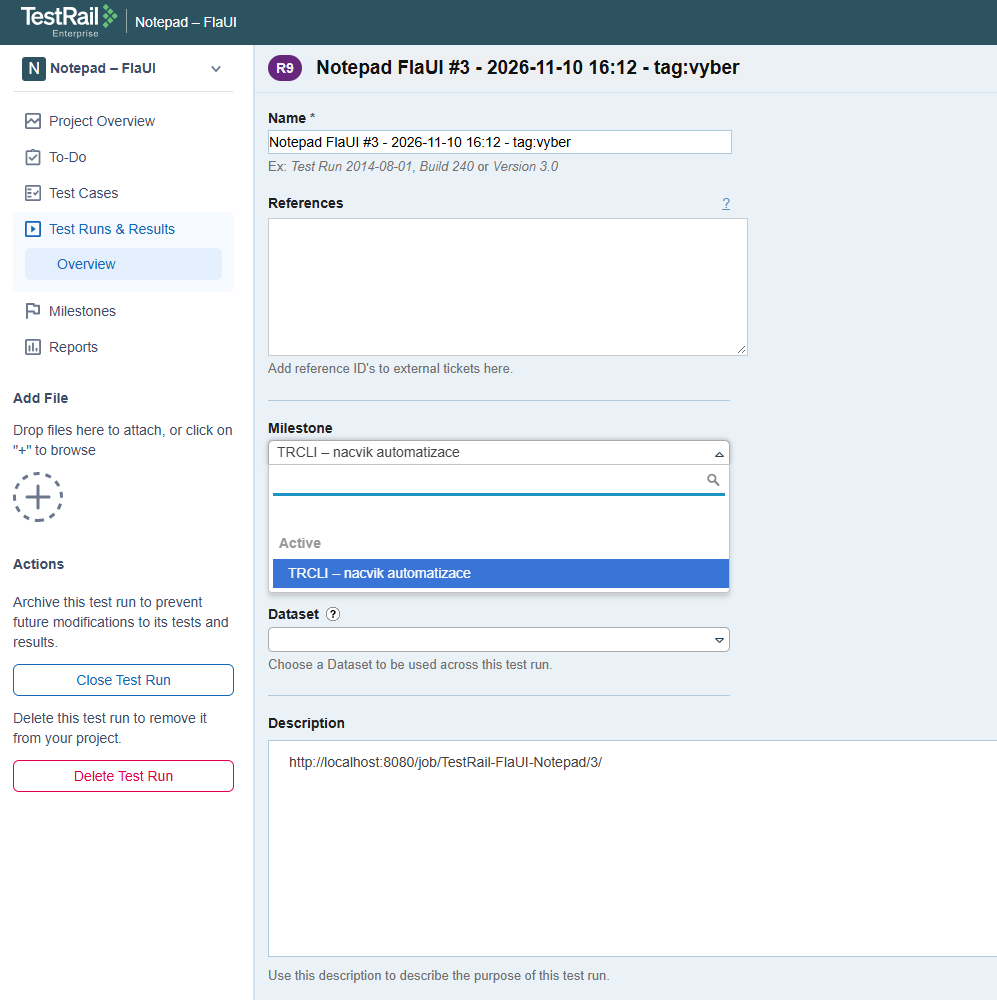 TestRail
Enterprise
Notepad – FlaUI
N Notepad – FlaUI
Project Overview
To-Do
Test Cases
Test Runs & Results
Overview
Milestones
Reports
Add File
Drop files here to attach, or click on
"+" to browse
Actions
Archive this test run to prevent
future modifications to its tests and
results.
Close Test Run
Delete this test run to remove it
from your project.
Delete Test Run
R9 Notepad FlaUI #3 - 2026-11-10 16:12 - tag:vyber
Name *
Notepad FlaUI #3 - 2026-11-10 16:12 - tag:vyber
Ex: Test Run 2014-08-01, Build 240 or Version 3.0
References ?
Add reference ID's to external tickets here.
Milestone
TRCLI – nacvik automatizace
Active
TRCLI – nacvik automatizace
Dataset ?
Choose a Dataset to be used across this test run.
Description
http://localhost:8080/job/TestRail-FlaUI-Notepad/3/
Use this description to describe the purpose of this test run.